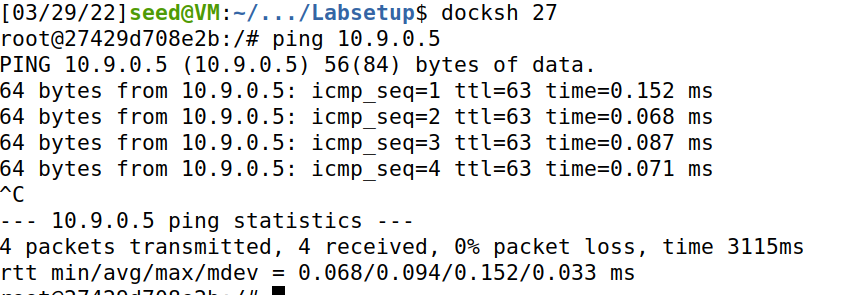 [03/29/22]seed@VM:~/.../Labsetup$ docksh 27
root@27429d708e2b:/# ping 10.9.0.5
PING 10.9.0.5 (10.9.0.5) 56(84) bytes of data.
64 bytes from 10.9.0.5: icmp_seq=1 ttl=63 time=0.152 ms
64 bytes from 10.9.0.5: icmp_seq=2 ttl=63 time=0.068 ms
64 bytes from 10.9.0.5: icmp_seq=3 ttl=63 time=0.087 ms
64 bytes from 10.9.0.5: icmp_seq=4 ttl=63 time=0.071 ms
^C
--- 10.9.0.5 ping statistics ---
4 packets transmitted, 4 received, 0% packet loss, time 3115ms
rtt min/avg/max/mdev = 0.068/0.094/0.152/0.033 ms
root@27429d708e2b:/#